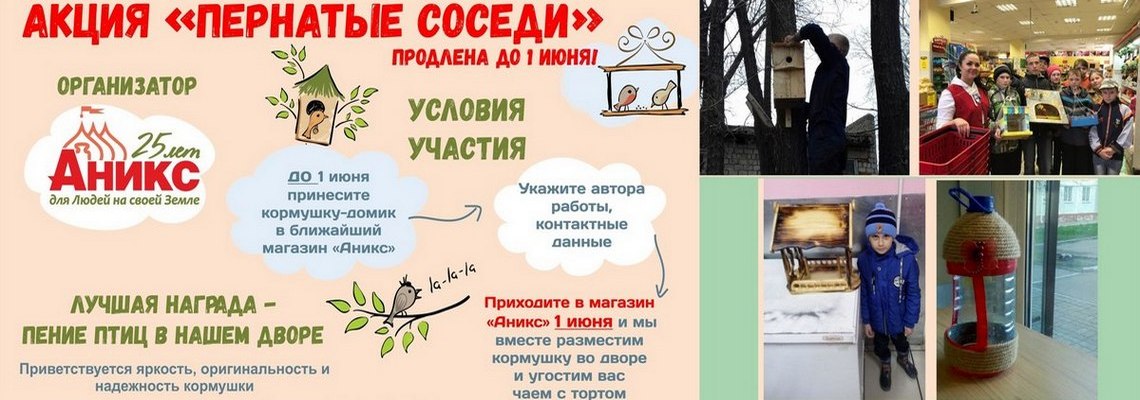 АКЦИЯ «ПЕРНАТЫЕ СОСЕДИ»
ПРОДЛЕНА ДО 1 ИЮНЯ!
ОРГАНИЗАТОР
25 лет
Аникс
для Людей на своей Земле
УСЛОВИЯ
УЧАСТИЯ
ДО 1 июня
принесите
кормушку-домик
в ближайший
магазин «Аникс»
Укажите автора
работы,
контактные
данные
la-la-la
ЛУЧШАЯ НАГРАДА –
ПЕНИЕ ПТИЦ В НАШЕМ ДВОРЕ
Приветствуется яркость, оригинальность и
надежность кормушки
Приходите в магазин
«Аникс» 1 июня и мы
вместе разместим
кормушку во дворе
и угостим вас
чаем с тортом